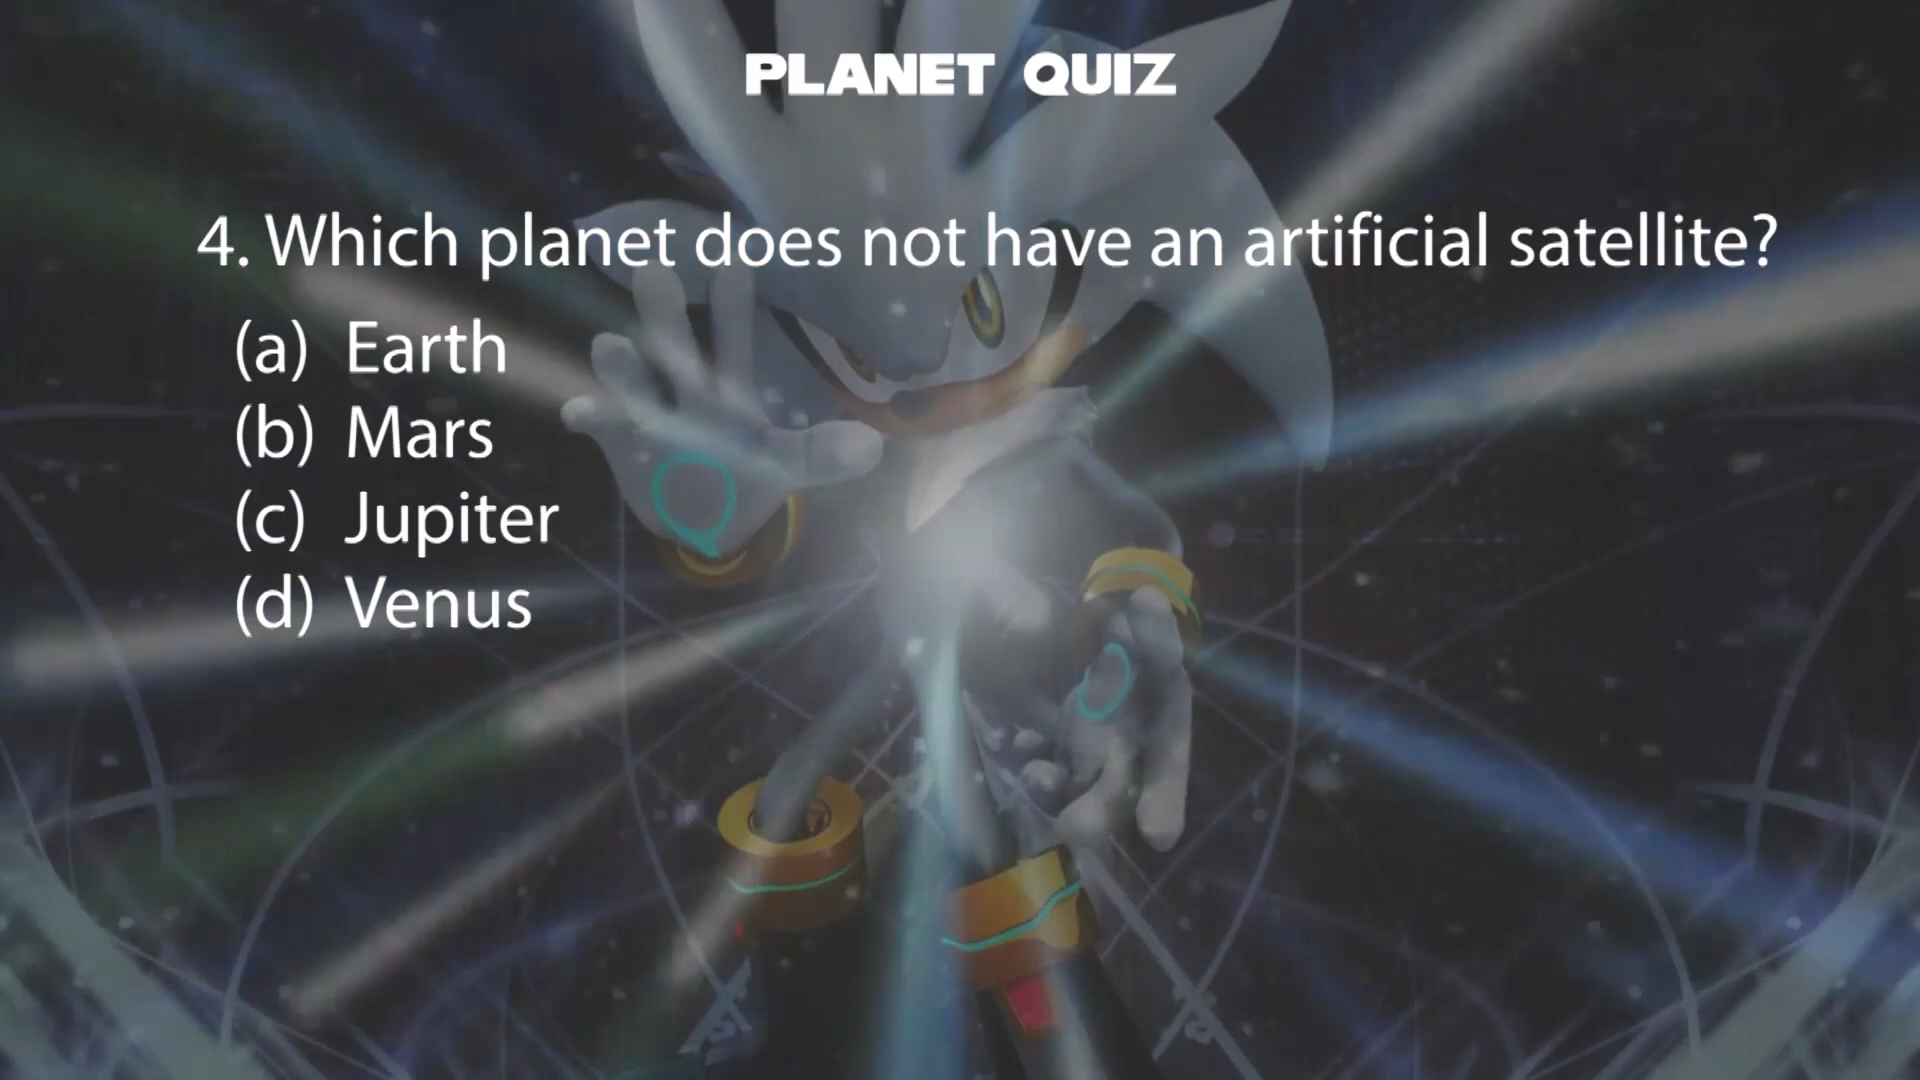 PLANET QUIZ
4. Which planet does not have an artificial satellite?
(a) Earth
(b) Mars
(c) Jupiter
(d) Venus